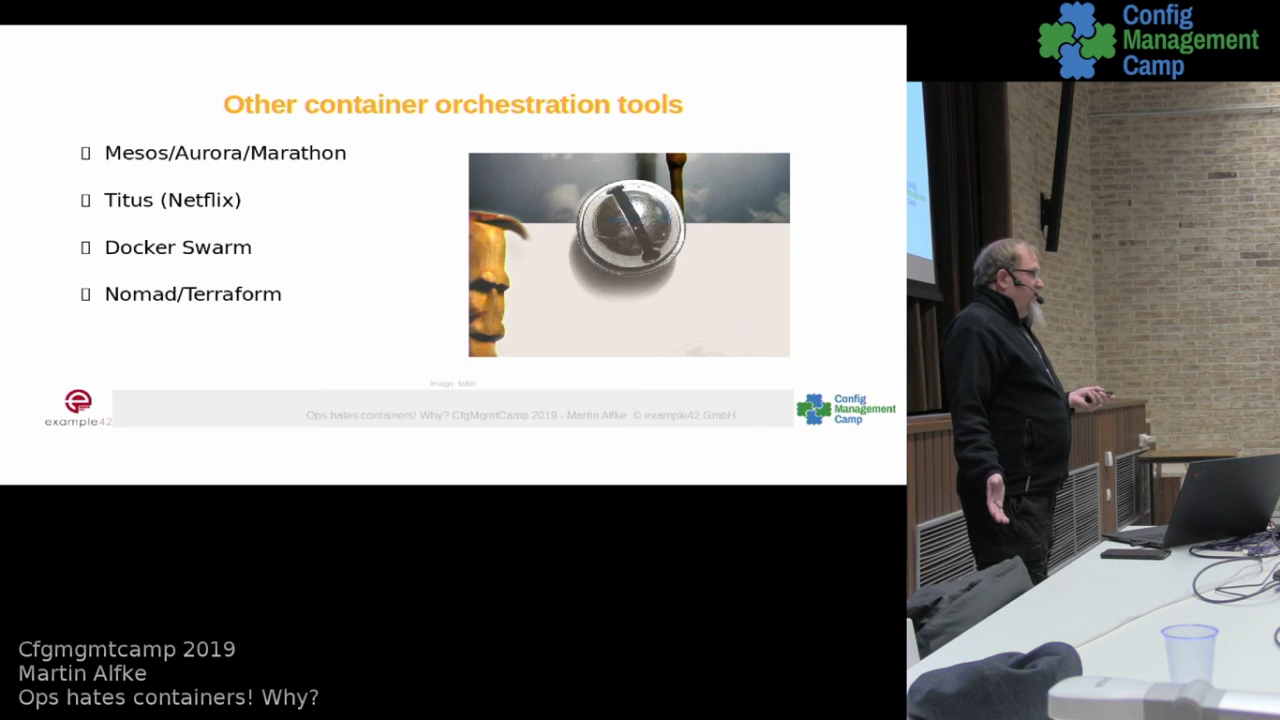 Config
Management
Camp
Other container orchestration tools
Mesos/Aurora/Marathon
Titus (Netflix)
Docker Swarm
Nomad/Terraform
example42
Ops hates containers! Why? CfgMgmtCamp 2019 - Martin Alfke © example42 GmbH
Config
Management
Camp
Cfgmgmtcamp 2019
Martin Alfke
Ops hates containers! Why?